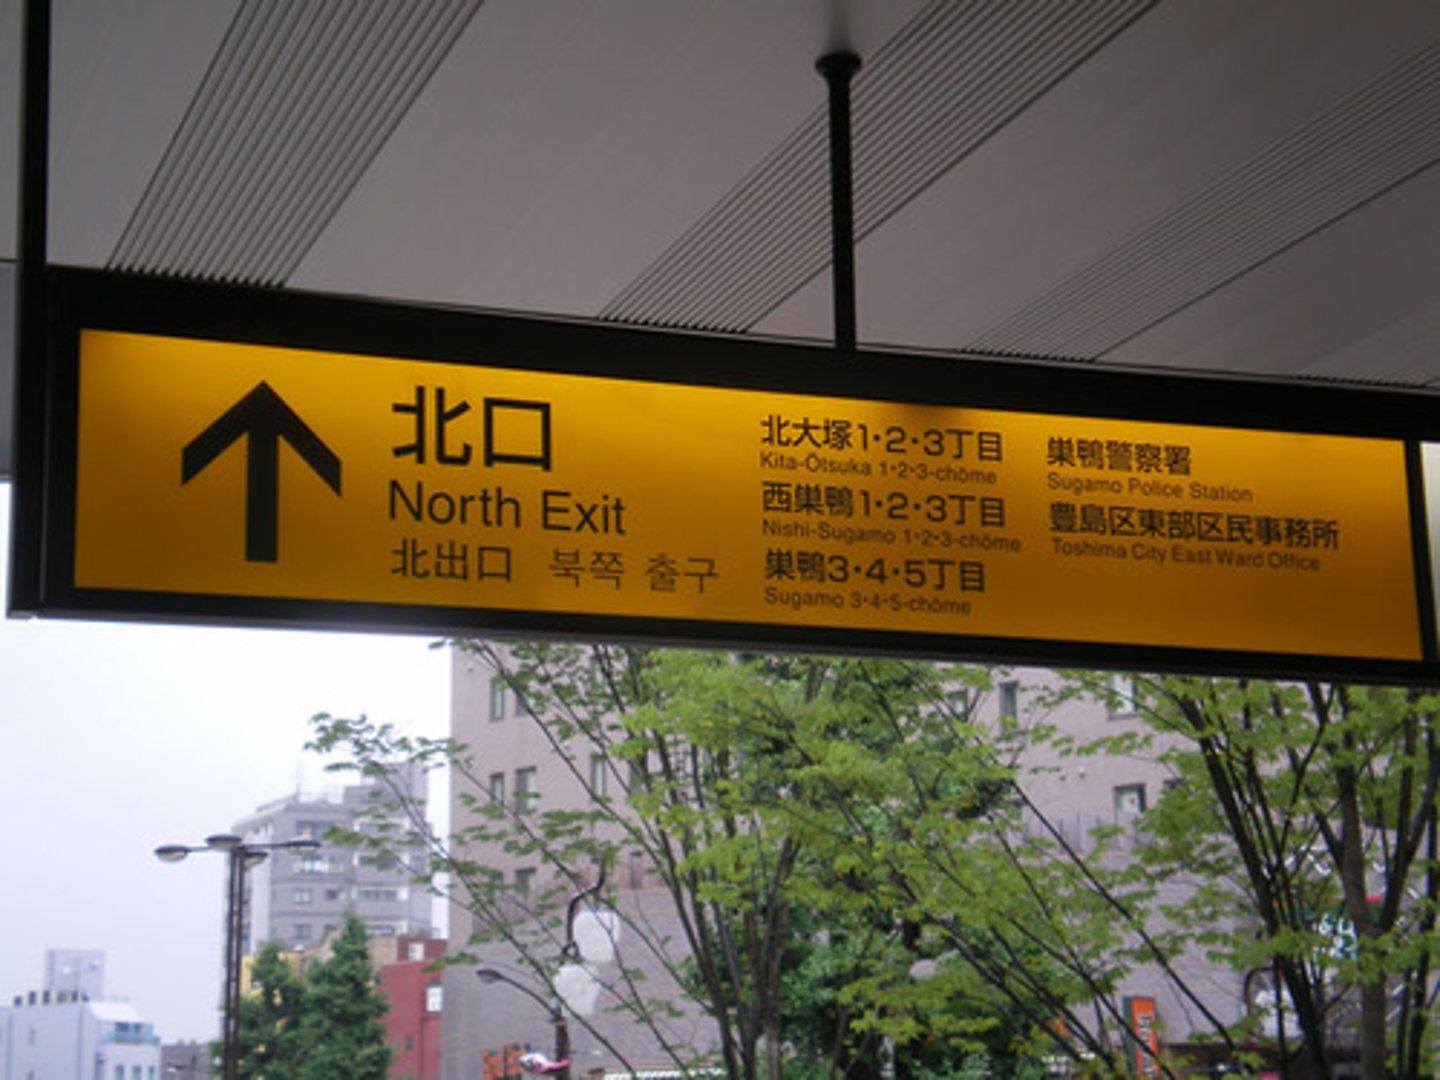 北口
North Exit
北出口 북쪽 출구
北大塚1・2・3丁目
Kita-Ōtsuka 1・2・3-chōme
西巣鴨1・2・3丁目
Nishi-Sugamo 1・2・3-chōme
巣鴨3・4・5丁目
Sugamo 3・4・5-chōme
巣鴨警察署
Sugamo Police Station
豊島区東部区民事務所
Toshima City East Ward Office